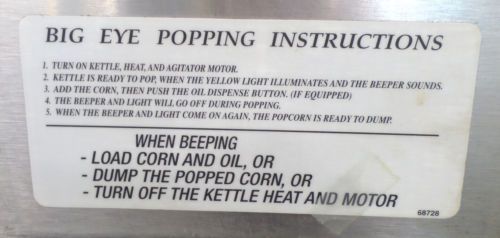 BIG EYE POPPING INSTRUCTIONS
1. TURN ON KETTLE, HEAT, AND AGITATOR MOTOR.
2. KETTLE IS READY TO POP, WHEN THE YELLOW LIGHT ILLUMINATES AND THE BEEPER SOUNDS.
3. ADD THE CORN, THEN PUSH THE OIL DISPENSE BUTTON. (IF EQUIPPED)
4. THE BEEPER AND LIGHT WILL GO OFF DURING POPPING.
5. WHEN THE BEEPER AND LIGHT COME ON AGAIN, THE POPCORN IS READY TO DUMP.
WHEN BEEPING
- LOAD CORN AND OIL, OR
- DUMP THE POPPED CORN, OR
- TURN OFF THE KETTLE HEAT AND MOTOR
68728